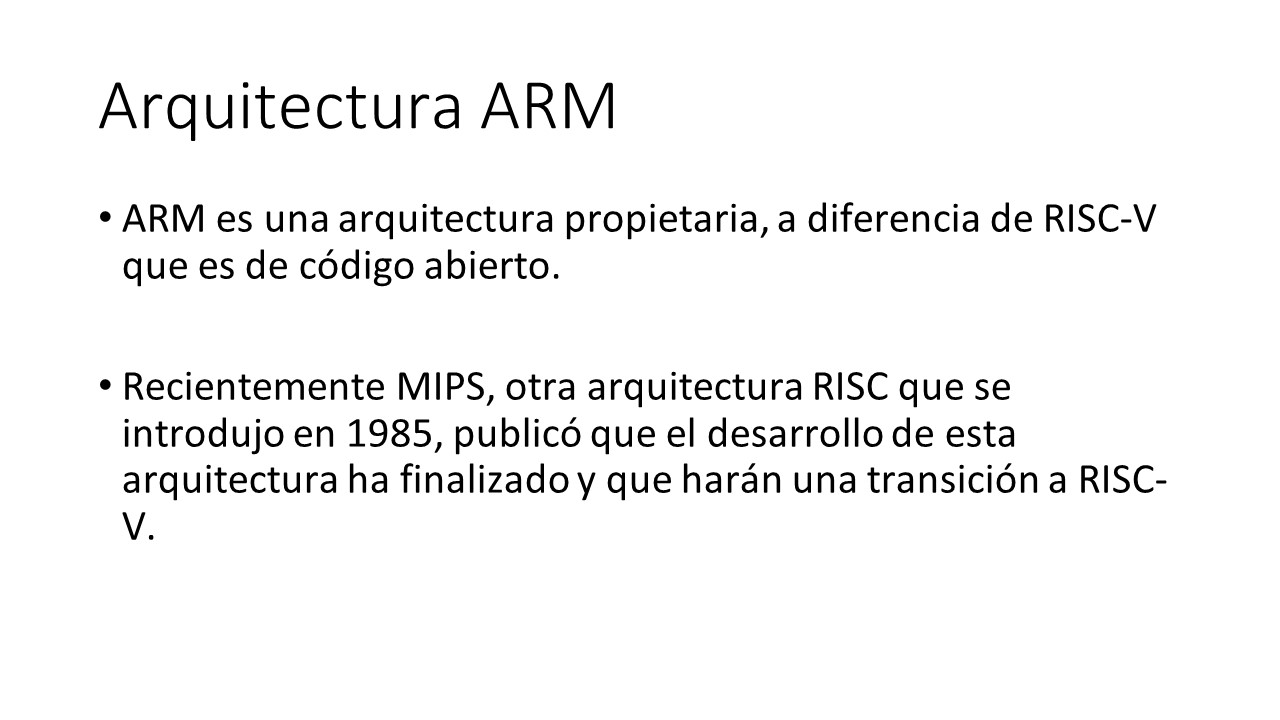 Arquitectura ARM
• ARM es una arquitectura propietaria, a diferencia de RISC-V
que es de código abierto.
• Recientemente MIPS, otra arquitectura RISC que se
introdujo en 1985, publicó que el desarrollo de esta
arquitectura ha finalizado y que harán una transición a RISC-
V.